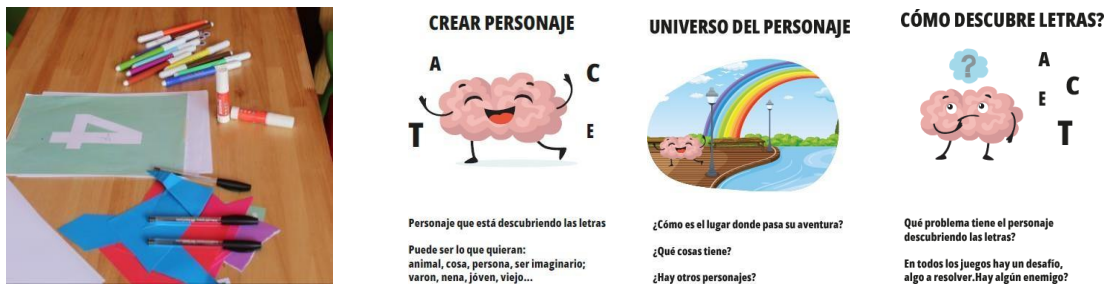 4
CREAR PERSONAJE
A
C
T
E
Personaje que está descubriendo las letras
Puede ser lo que quieran:
animal, cosa, persona, ser imaginario;
varon, nena, jóven, viejo...
UNIVERSO DEL PERSONAJE
¿Cómo es el lugar donde pasa su aventura?
¿Qué cosas tiene?
¿Hay otros personajes?
CÓMO DESCUBRE LETRAS?
?
A
C
E
T
Qué problema tiene el personaje
descubriendo las letras?
En todos los juegos hay un desafío,
algo a resolver.Hay algún enemigo?